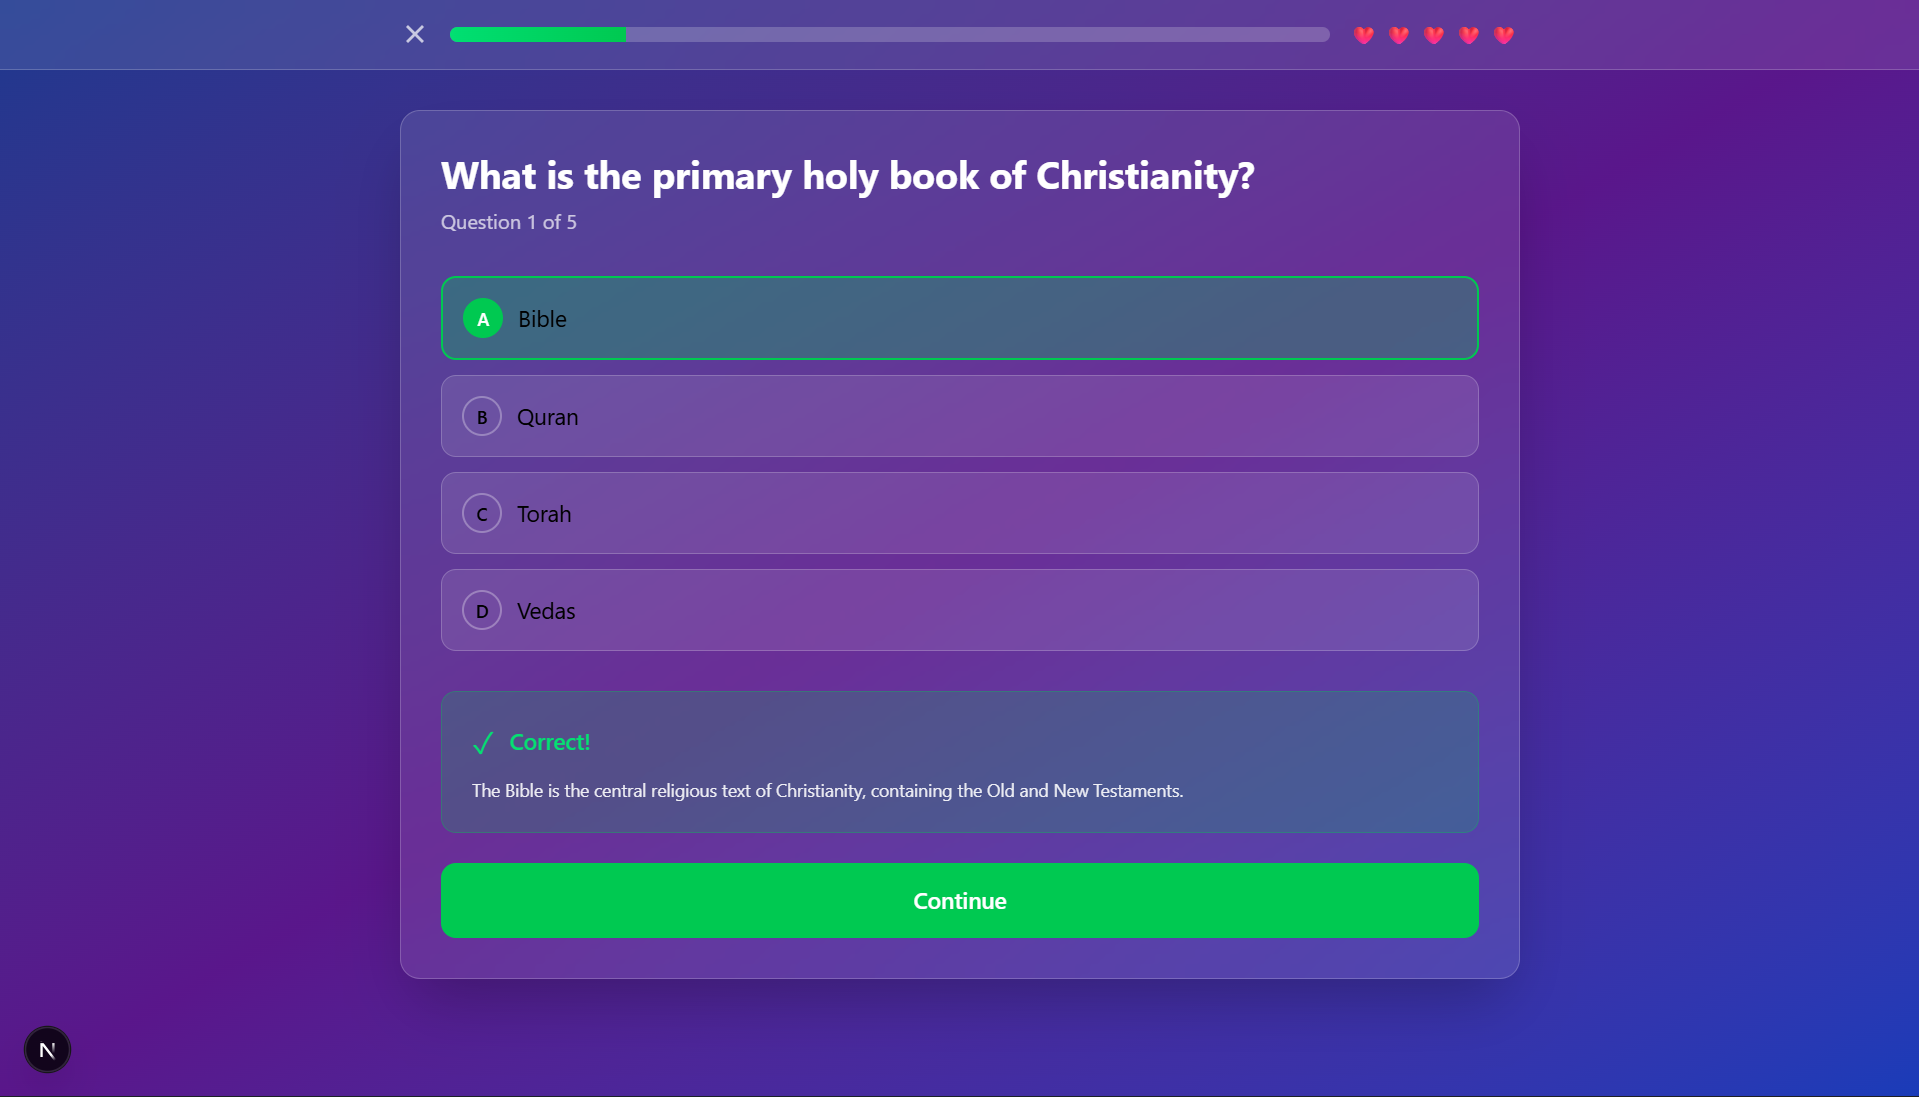 What is the primary holy book of Christianity?
Question 1 of 5
A Bible
B Quran
C Torah
D Vedas
✓ Correct!
The Bible is the central religious text of Christianity, containing the Old and New Testaments.
Continue
N